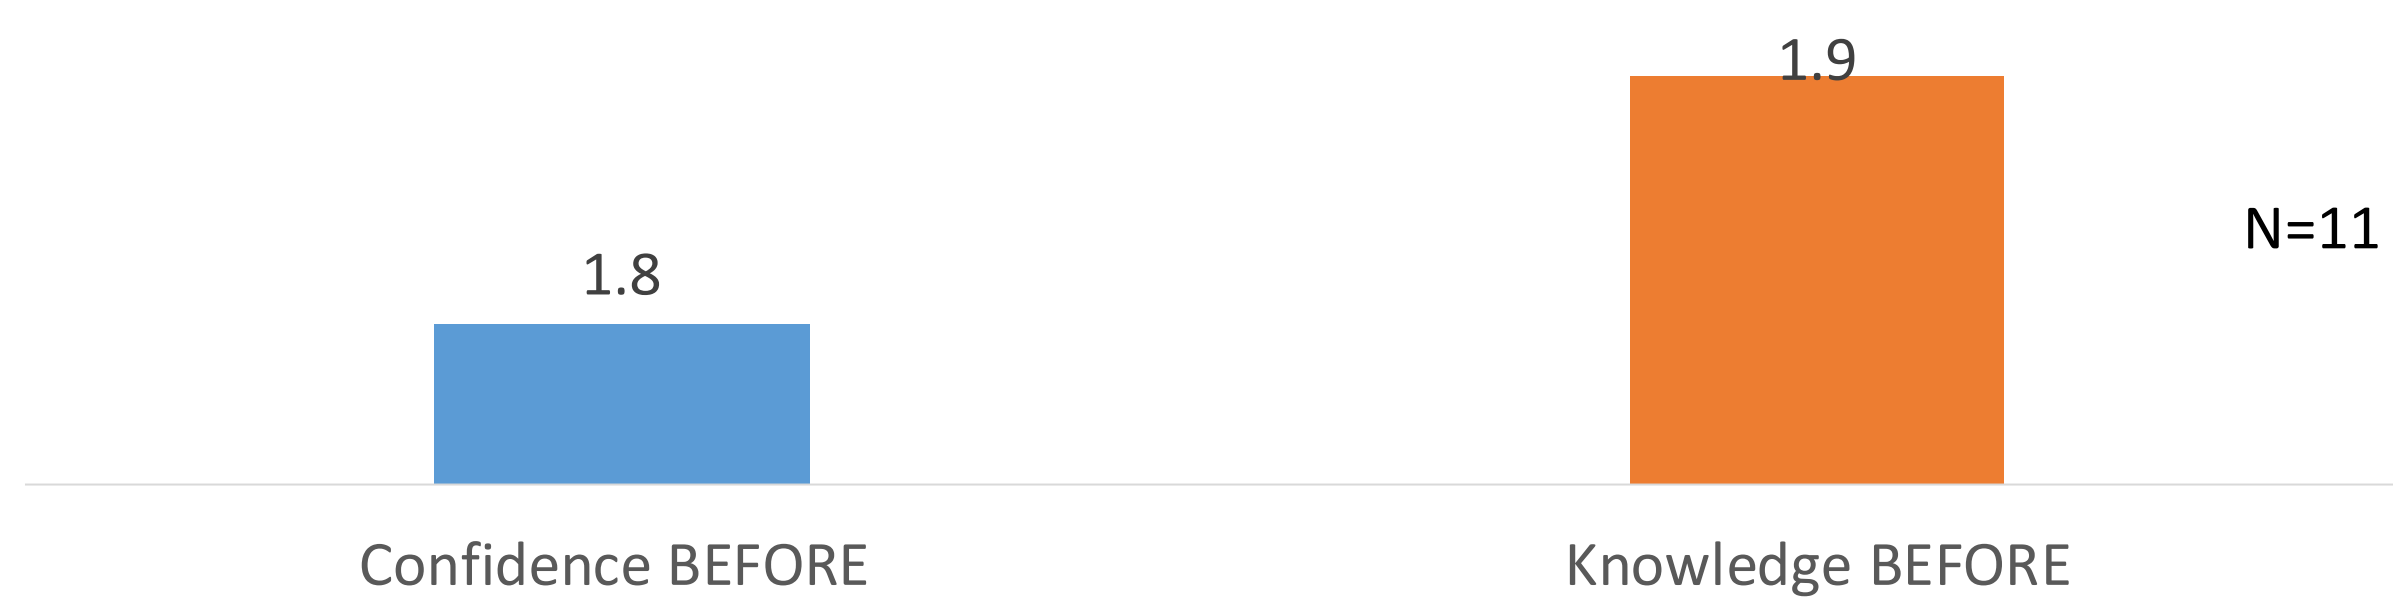 1.9
N=11
1.8
Confidence BEFORE
Knowledge BEFORE